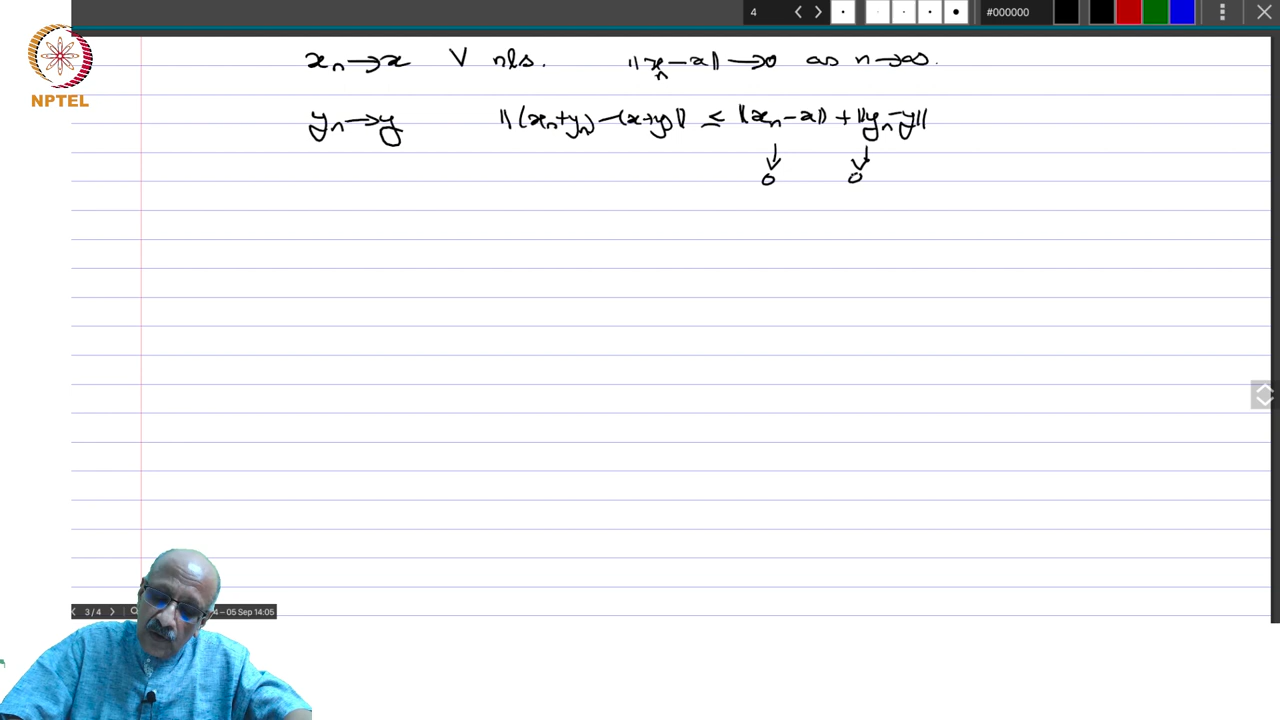 4
#000000
NPTEL
xₙ → x V nls. ||xₙ - x|| → 0 as n → ∞.
yₙ → y ||(xₙ+yₙ) - (x+y)|| ≤ ||xₙ - x|| + ||yₙ - y||
↓ ↓
0 0
3 / 4
4 – 05 Sep 14:05